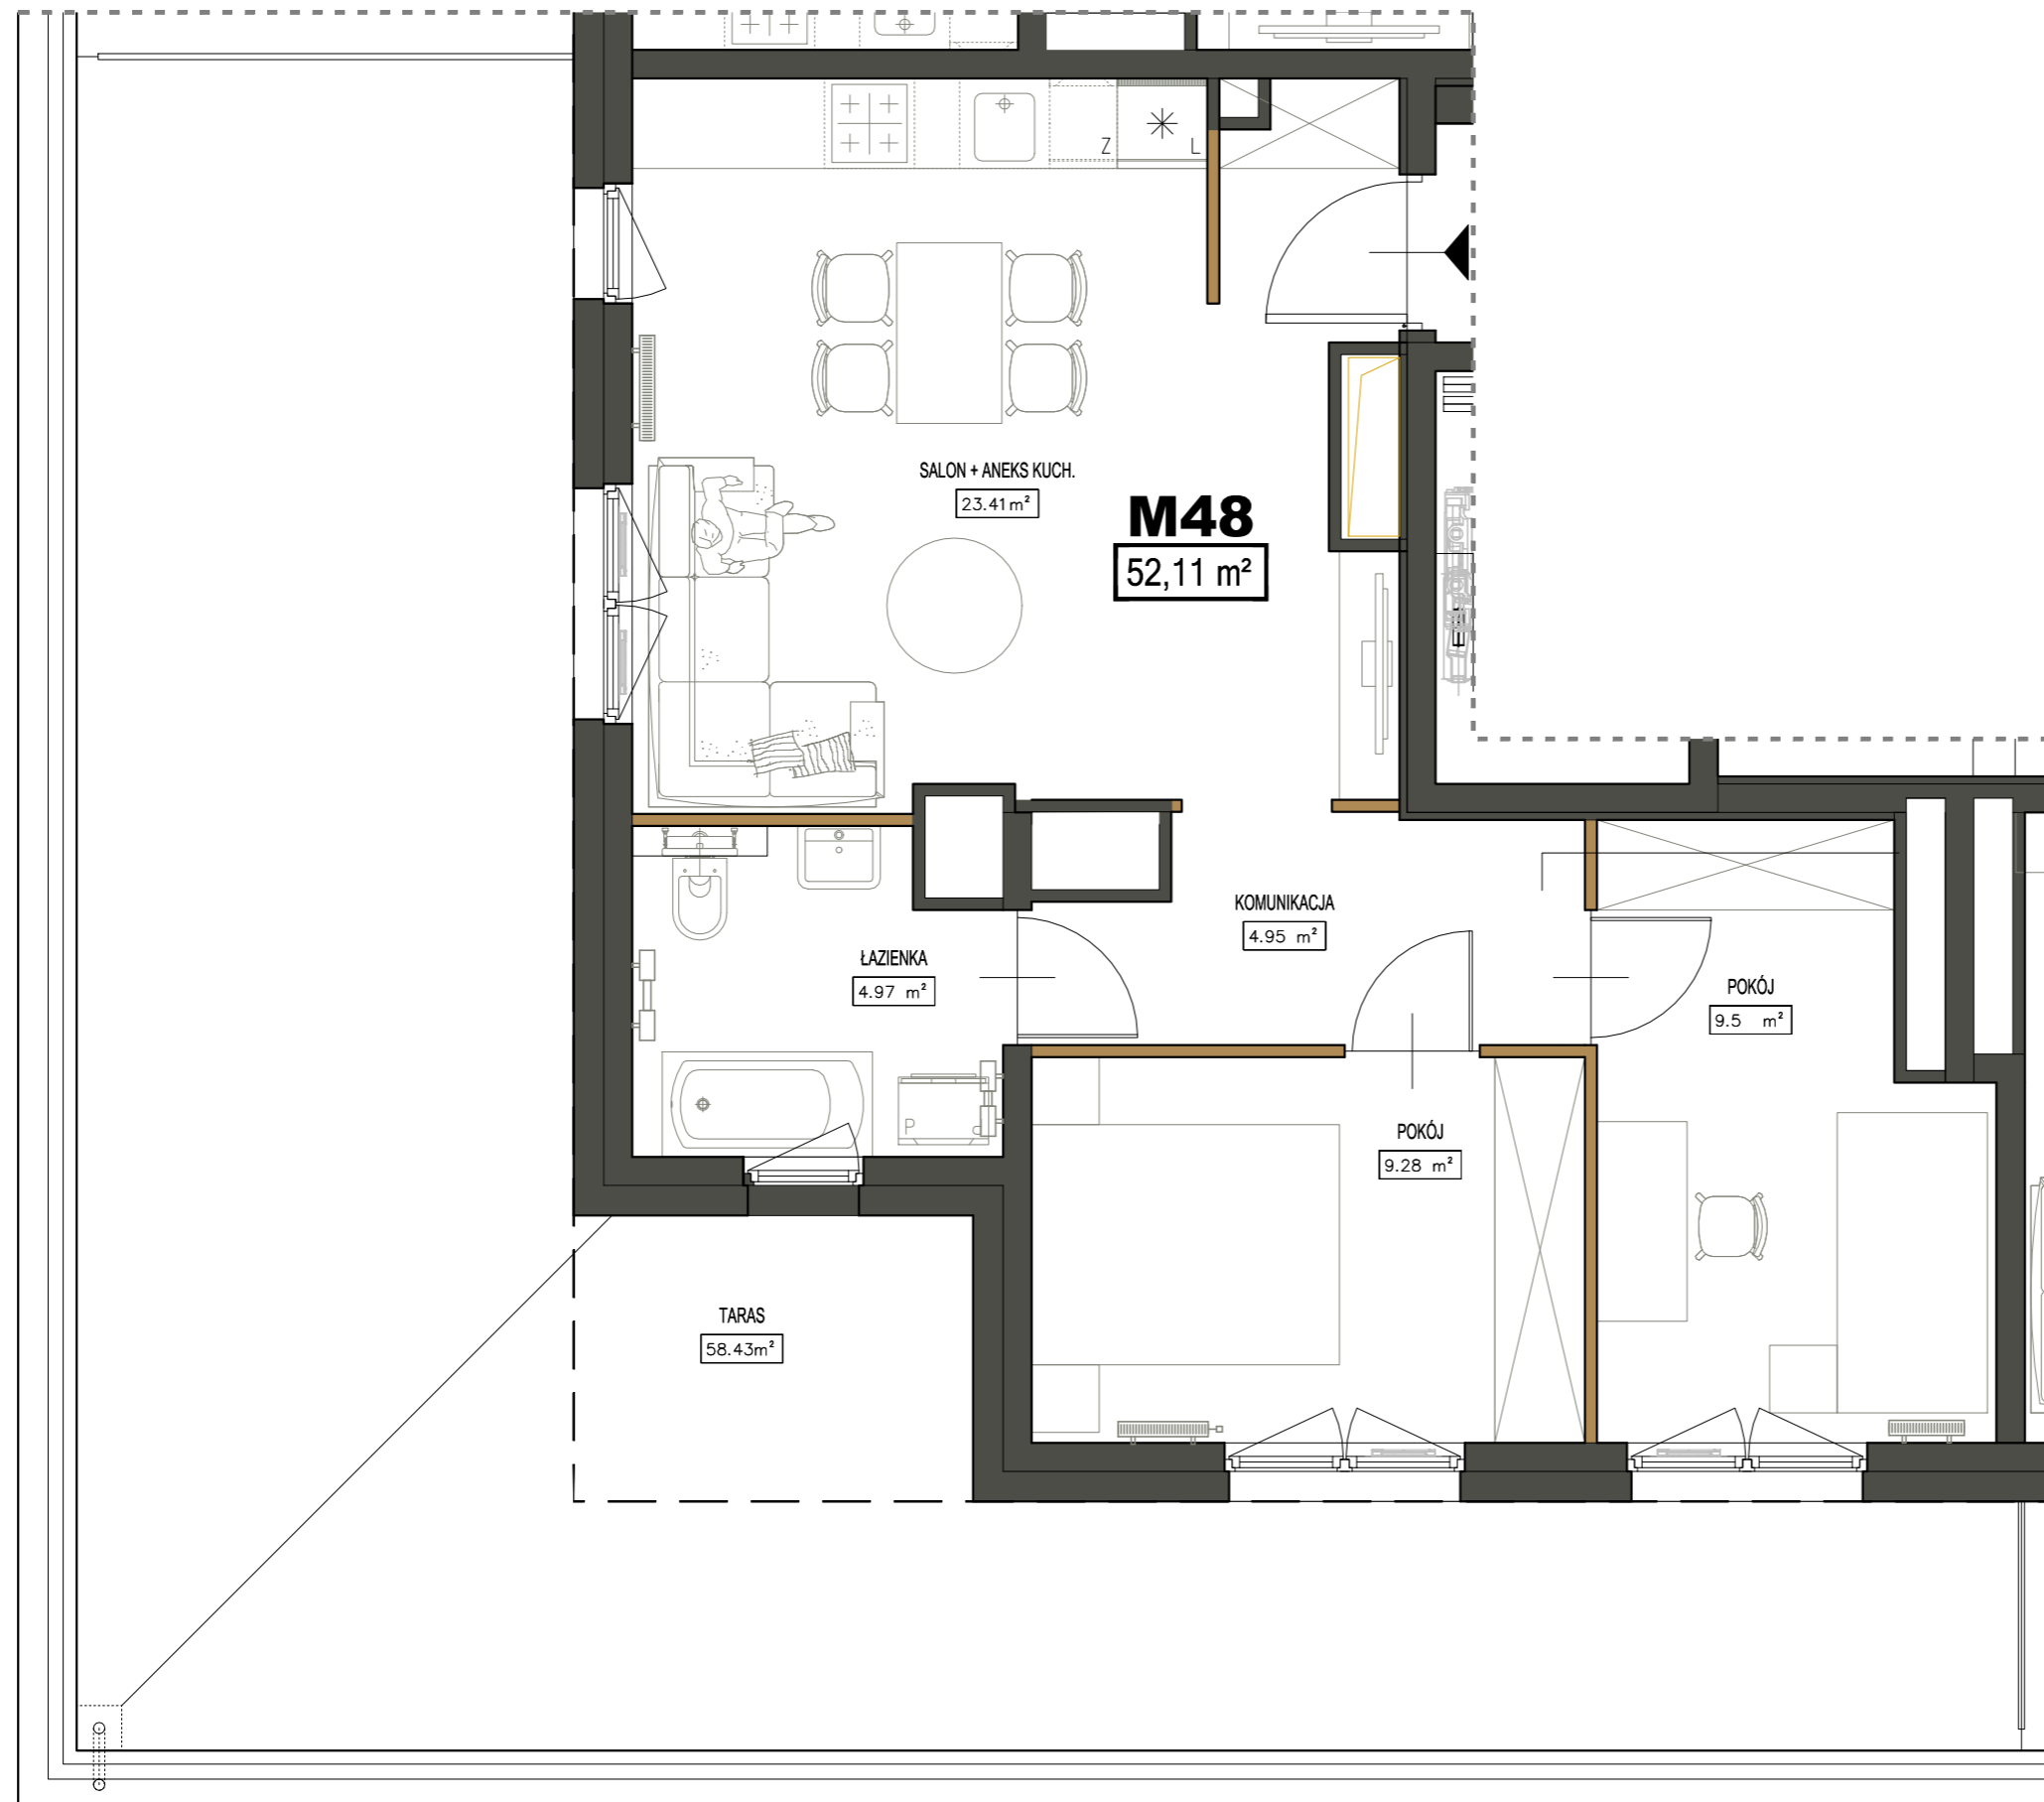 Z
L
SALON + ANEKS KUCH.
23.41m²
M48
52,11 m²
KOMUNIKACJA
4.95 m²
ŁAZIENKA
4.97 m²
POKÓJ
9.5 m²
P
POKÓJ
9.28 m²
TARAS
58.43m²